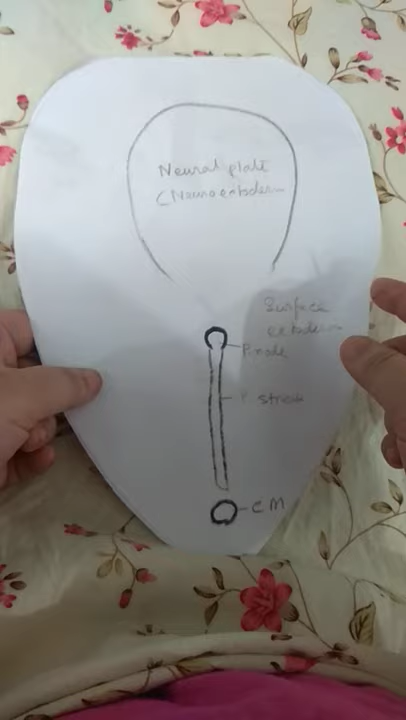 Neural plate
(Neuroectoderm
Surface
ectoderm
P. node
P. streak
CM